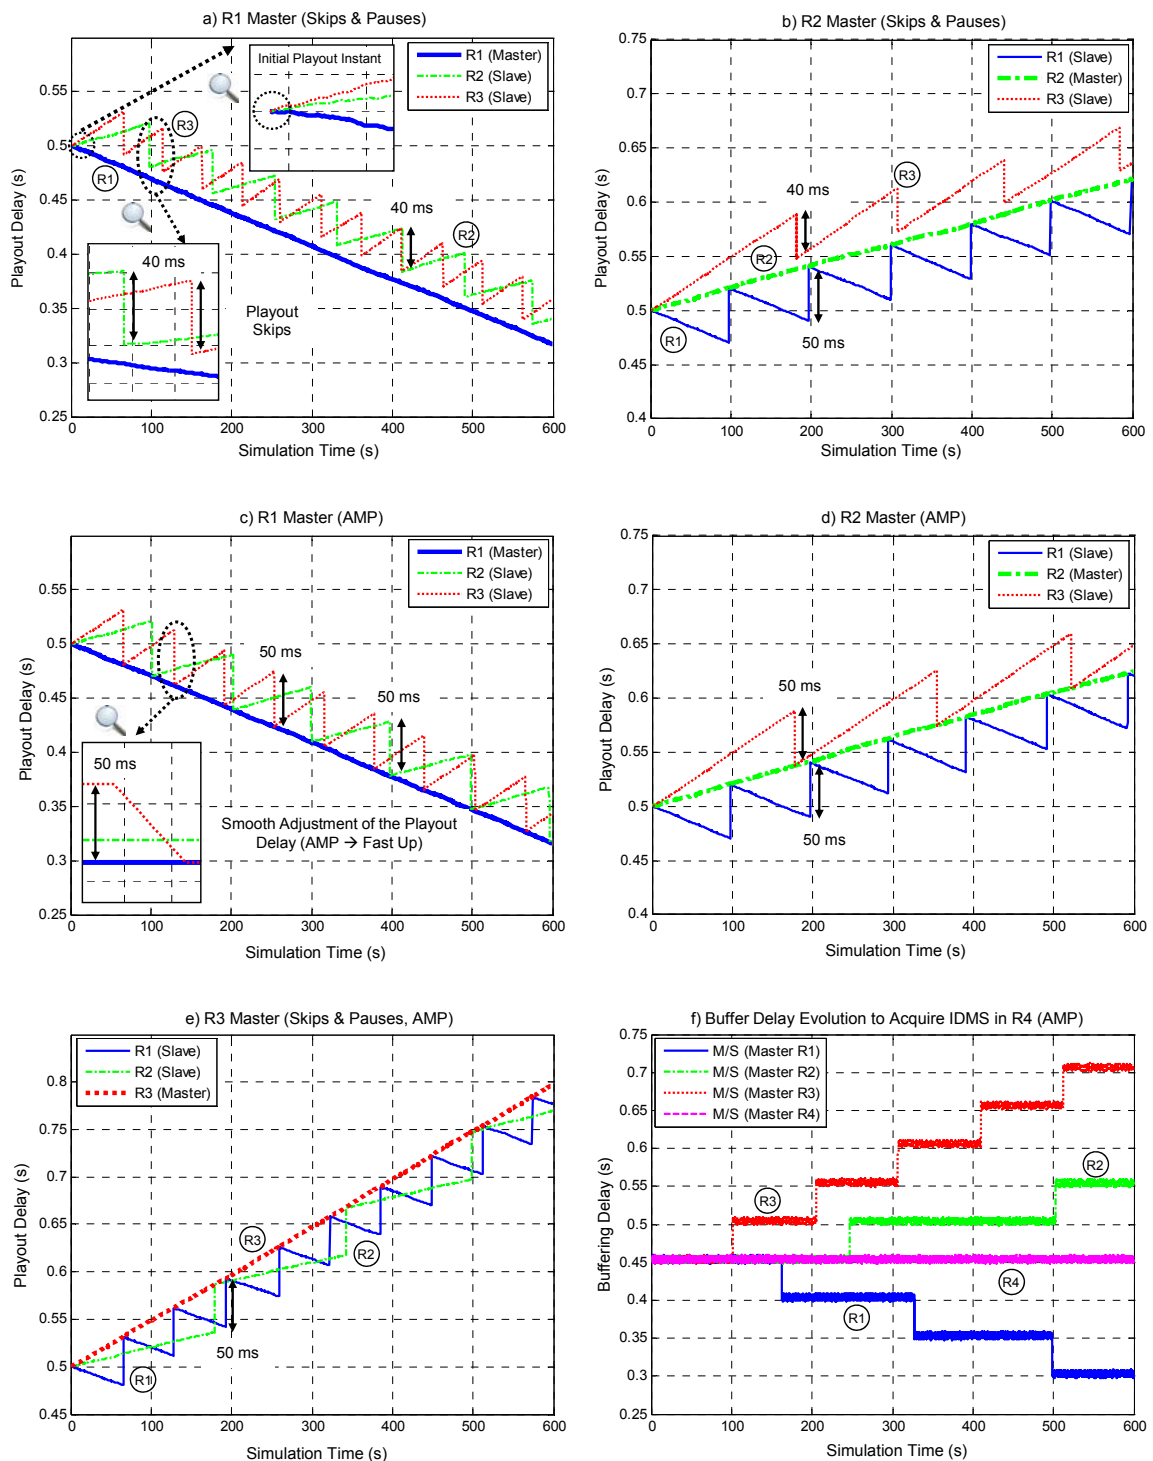 a) R1 Master (Skips & Pauses)
R1 (Master)
R2 (Slave)
R3 (Slave)
Initial Playout Instant
R3
R1
40 ms
R2
40 ms
Playout
Skips
0.55
0.5
0.45
0.4
0.35
0.3
0.25
Playout Delay (s)
0 100 200 300 400 500 600
Simulation Time (s)
b) R2 Master (Skips & Pauses)
R1 (Slave)
R2 (Master)
R3 (Slave)
40 ms
R3
R2
R1
50 ms
0.75
0.7
0.65
0.6
0.55
0.5
0.45
0.4
Playout Delay (s)
0 100 200 300 400 500 600
Simulation Time (s)
c) R1 Master (AMP)
R1 (Master)
R2 (Slave)
R3 (Slave)
50 ms
50 ms
50 ms
Smooth Adjustment of the Playout
Delay (AMP → Fast Up)
0.55
0.5
0.45
0.4
0.35
0.3
0.25
Playout Delay (s)
0 100 200 300 400 500 600
Simulation Time (s)
d) R2 Master (AMP)
R1 (Slave)
R2 (Master)
R3 (Slave)
50 ms
50 ms
0.7
0.65
0.6
0.55
0.5
0.45
0.4
Playout Delay (s)
0 100 200 300 400 500 600
Simulation Time (s)
e) R3 Master (Skips & Pauses, AMP)
R1 (Slave)
R2 (Slave)
R3 (Master)
R3
R2
50 ms
R1
0.8
0.75
0.7
0.65
0.6
0.55
0.5
0.45
Playout Delay (s)
0 100 200 300 400 500 600
Simulation Time (s)
f) Buffer Delay Evolution to Acquire IDMS in R4 (AMP)
M/S (Master R1)
M/S (Master R2)
M/S (Master R3)
M/S (Master R4)
R3
R2
R4
R1
0.75
0.7
0.65
0.6
0.55
0.5
0.45
0.4
0.35
0.3
0.25
Buffering Delay (s)
0 100 200 300 400 500 600
Simulation Time (s)